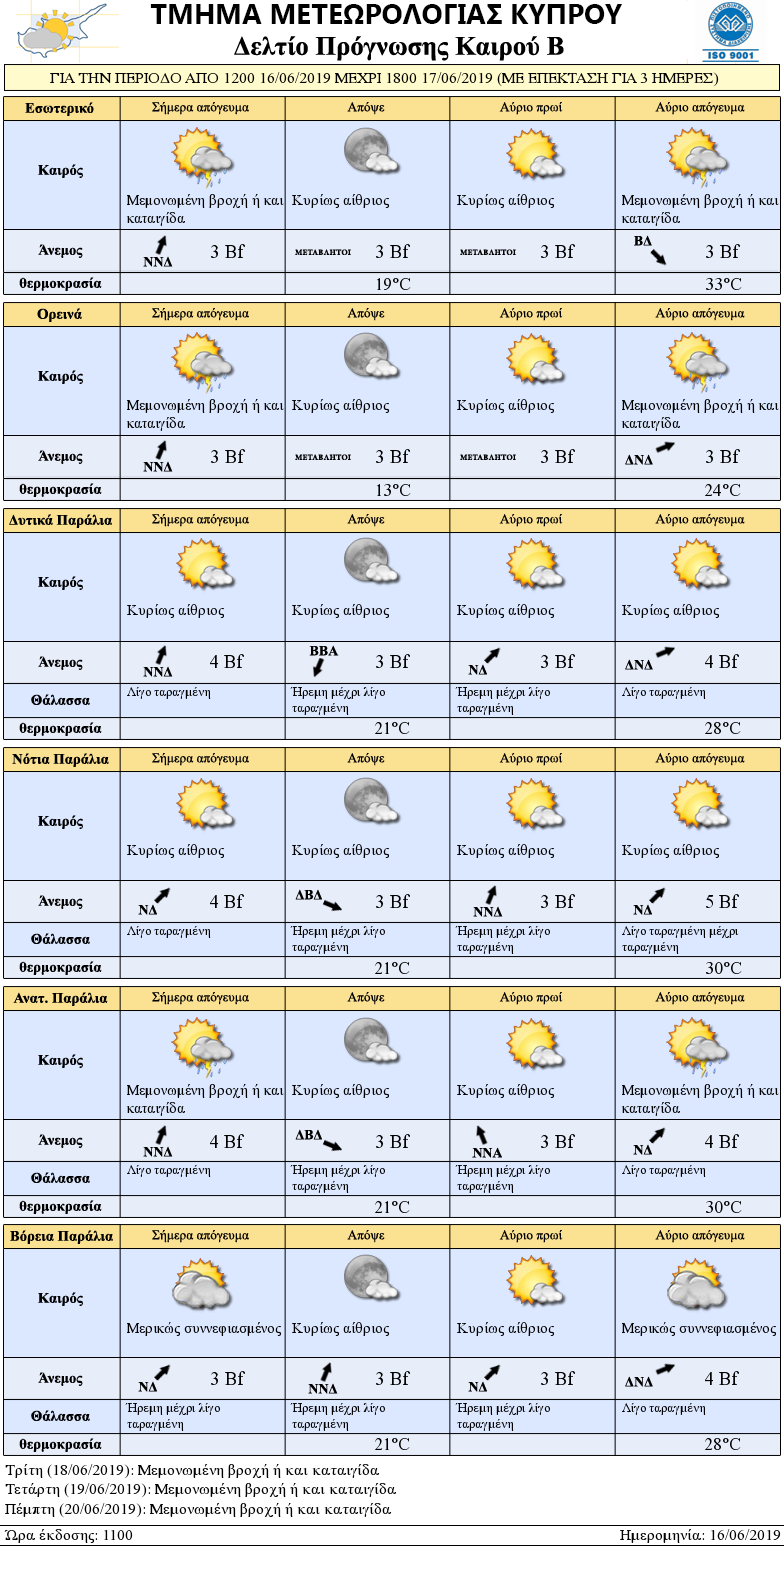 ΤΜΗΜΑ ΜΕΤΕΩΡΟΛΟΓΙΑΣ ΚΥΠΡΟΥ
Δελτίο Πρόγνωσης Καιρού Β
ISO 9001
ΓΙΑ ΤΗΝ ΠΕΡΙΟΔΟ ΑΠΟ 1200 16/06/2019 ΜΕΧΡΙ 1800 17/06/2019 (ΜΕ ΕΠΕΚΤΑΣΗ ΓΙΑ 3 ΗΜΕΡΕΣ)
Εσωτερικό Σήμερα απόγευμα Απόψε Αύριο πρωί Αύριο απόγευμα
Καιρός
Μεμονωμένη βροχή ή και Κυρίως αίθριος Κυρίως αίθριος Μεμονωμένη βροχή ή και
καταιγίδα καταιγίδα
Άνεμος ΝΝΔ 3 Bf ΜΕΤΑΒΛΗΤΟΙ 3 Bf ΜΕΤΑΒΛΗΤΟΙ 3 Bf ΒΔ 3 Bf
θερμοκρασία 19°C 33°C
Ορεινά Σήμερα απόγευμα Απόψε Αύριο πρωί Αύριο απόγευμα
Καιρός
Μεμονωμένη βροχή ή και Κυρίως αίθριος Κυρίως αίθριος Μεμονωμένη βροχή ή και
καταιγίδα καταιγίδα
Άνεμος ΝΝΔ 3 Bf ΜΕΤΑΒΛΗΤΟΙ 3 Bf ΜΕΤΑΒΛΗΤΟΙ 3 Bf ΔΝΔ 3 Bf
θερμοκρασία 13°C 24°C
Δυτικά Παράλια Σήμερα απόγευμα Απόψε Αύριο πρωί Αύριο απόγευμα
Καιρός
Κυρίως αίθριος Κυρίως αίθριος Κυρίως αίθριος Κυρίως αίθριος
Άνεμος ΝΝΔ 4 Bf ΒΒΑ 3 Bf ΝΔ 3 Bf ΔΝΔ 4 Bf
Θάλασσα Λίγο ταραγμένη Ήρεμη μέχρι λίγο Ήρεμη μέχρι λίγο Λίγο ταραγμένη
ταραγμένη ταραγμένη
θερμοκρασία 21°C 28°C
Νότια Παράλια Σήμερα απόγευμα Απόψε Αύριο πρωί Αύριο απόγευμα
Καιρός
Κυρίως αίθριος Κυρίως αίθριος Κυρίως αίθριος Κυρίως αίθριος
Άνεμος ΝΔ 4 Bf ΔΒΔ 3 Bf ΝΝΔ 3 Bf ΝΔ 5 Bf
Θάλασσα Λίγο ταραγμένη Ήρεμη μέχρι λίγο Ήρεμη μέχρι λίγο Λίγο ταραγμένη μέχρι
ταραγμένη ταραγμένη ταραγμένη
θερμοκρασία 21°C 30°C
Ανατ. Παράλια Σήμερα απόγευμα Απόψε Αύριο πρωί Αύριο απόγευμα
Καιρός
Μεμονωμένη βροχή ή και Κυρίως αίθριος Κυρίως αίθριος Μεμονωμένη βροχή ή και
καταιγίδα καταιγίδα
Άνεμος ΝΝΔ 4 Bf ΔΒΔ 3 Bf ΝΝΑ 3 Bf ΝΔ 4 Bf
Θάλασσα Λίγο ταραγμένη Ήρεμη μέχρι λίγο Ήρεμη μέχρι λίγο Λίγο ταραγμένη
ταραγμένη ταραγμένη
θερμοκρασία 21°C 30°C
Βόρεια Παράλια Σήμερα απόγευμα Απόψε Αύριο πρωί Αύριο απόγευμα
Καιρός
Μερικώς συννεφιασμένος Κυρίως αίθριος Κυρίως αίθριος Μερικώς συννεφιασμένος
Άνεμος ΝΔ 3 Bf ΝΝΔ 3 Bf ΝΔ 3 Bf ΔΝΔ 4 Bf
Θάλασσα Ήρεμη μέχρι λίγο Ήρεμη μέχρι λίγο Ήρεμη μέχρι λίγο Λίγο ταραγμένη
ταραγμένη ταραγμένη ταραγμένη
θερμοκρασία 21°C 28°C
Τρίτη (18/06/2019): Μεμονωμένη βροχή ή και καταιγίδα
Τετάρτη (19/06/2019): Μεμονωμένη βροχή ή και καταιγίδα
Πέμπτη (20/06/2019): Μεμονωμένη βροχή ή και καταιγίδα
Ώρα έκδοσης: 1100 Ημερομηνία: 16/06/2019